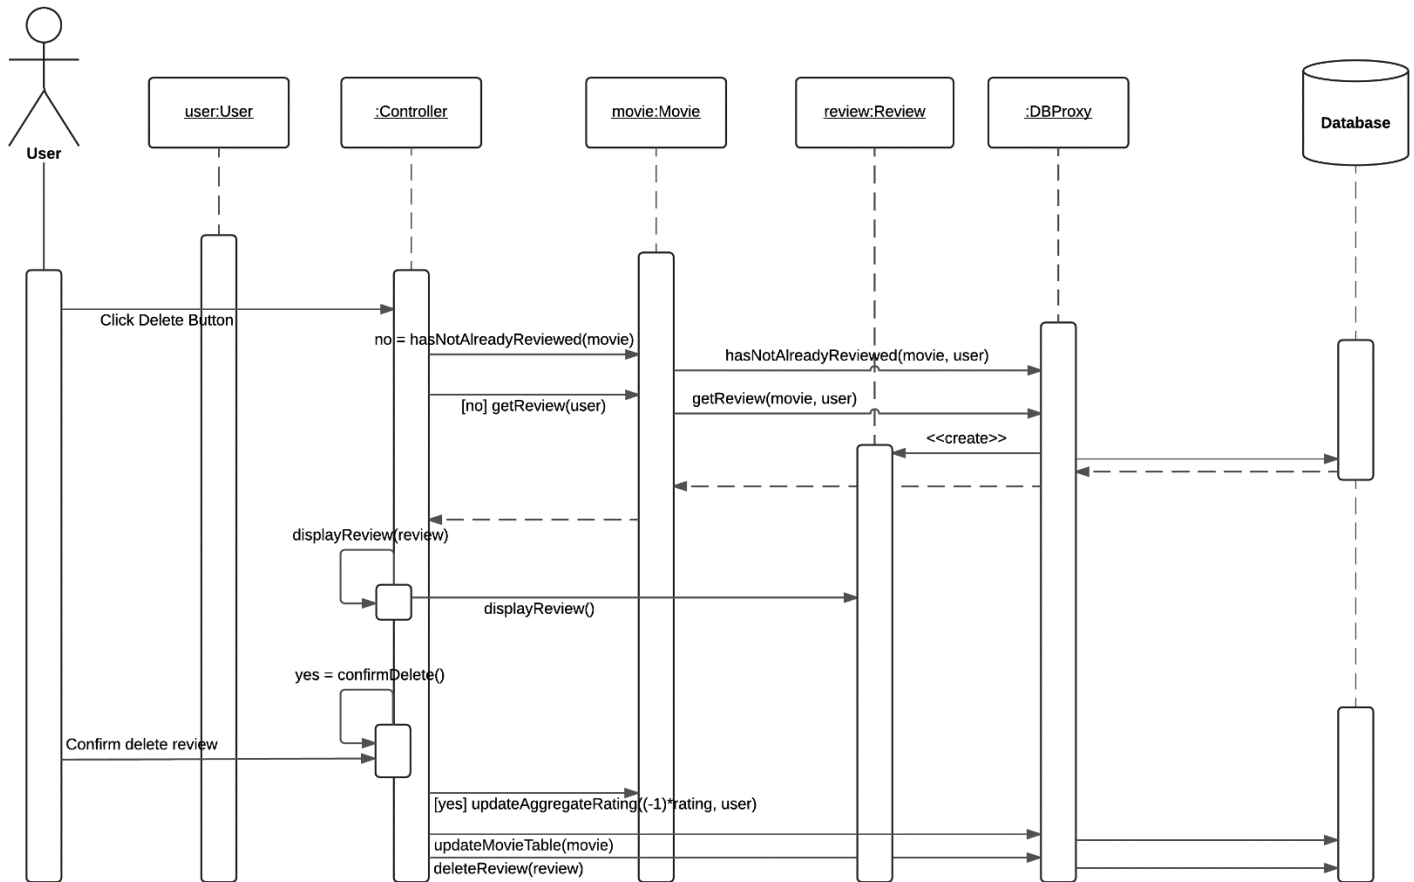 User
user:User
:Controller
movie:Movie
review:Review
:DBProxy
Database
Click Delete Button
no = hasNotAlreadyReviewed(movie)
hasNotAlreadyReviewed(movie, user)
[no] getReview(user)
getReview(movie, user)
<<create>>
displayReview(review)
displayReview()
yes = confirmDelete()
Confirm delete review
[yes] updateAggregateRating((-1)*rating, user)
updateMovieTable(movie)
deleteReview(review)